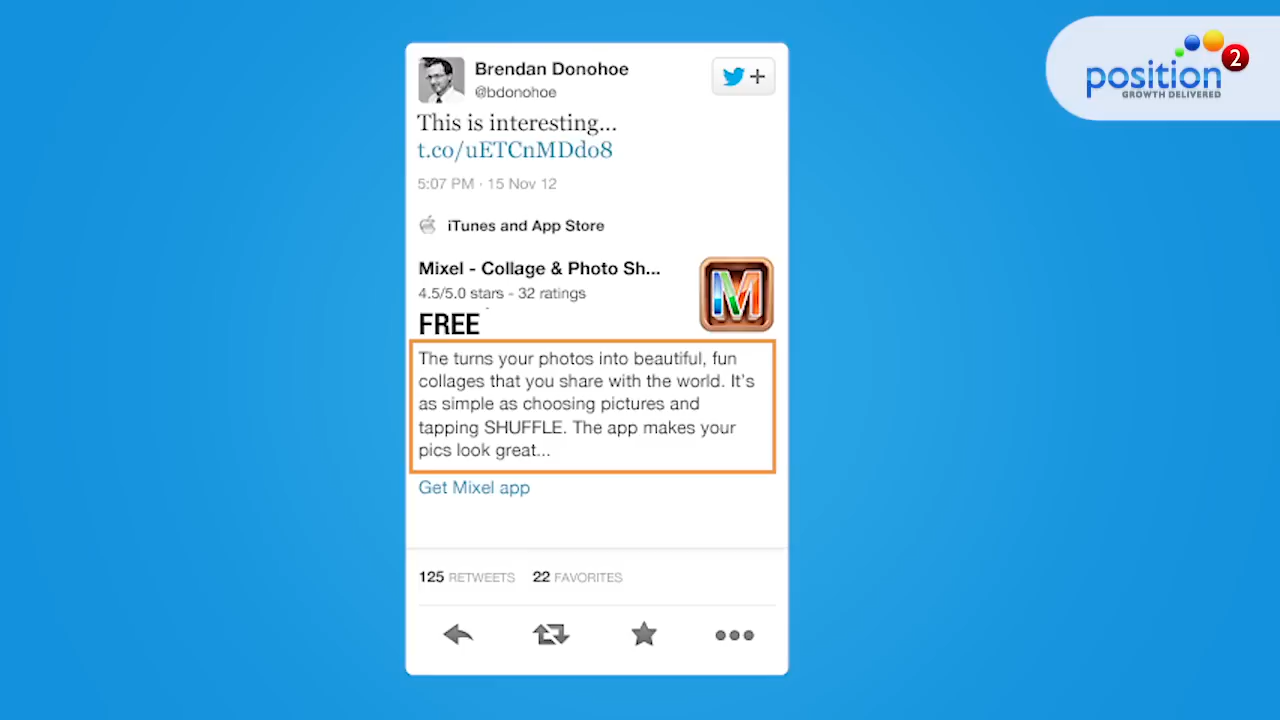 position 2
GROWTH DELIVERED
Brendan Donohoe
@bdonohoe
+
This is interesting...
t.co/uETCnMDdo8
5:07 PM · 15 Nov 12
iTunes and App Store
Mixel - Collage & Photo Sh...
4.5/5.0 stars - 32 ratings
M
FREE
The turns your photos into beautiful, fun
collages that you share with the world. It's
as simple as choosing pictures and
tapping SHUFFLE. The app makes your
pics look great...
Get Mixel app
125 RETWEETS 22 FAVORITES